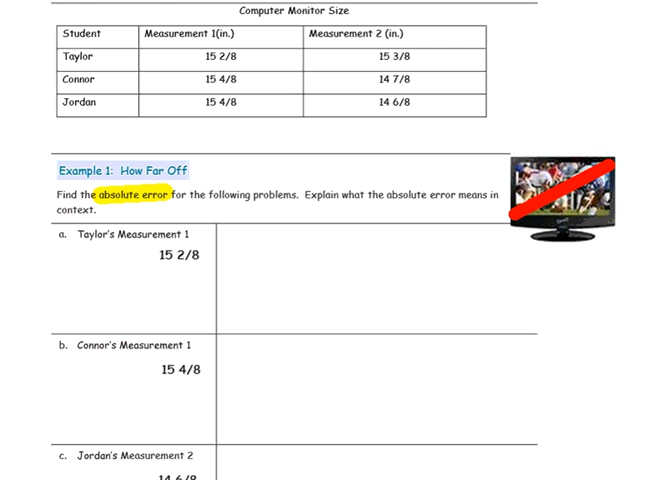 Computer Monitor Size
Student Measurement 1(in.) Measurement 2 (in.)
Taylor 15 2/8 15 3/8
Connor 15 4/8 14 7/8
Jordan 15 4/8 14 6/8
Example 1: How Far Off
Find the absolute error for the following problems. Explain what the absolute error means in
context.
a. Taylor's Measurement 1
15 2/8
b. Connor's Measurement 1
15 4/8
c. Jordan's Measurement 2
14 6/8